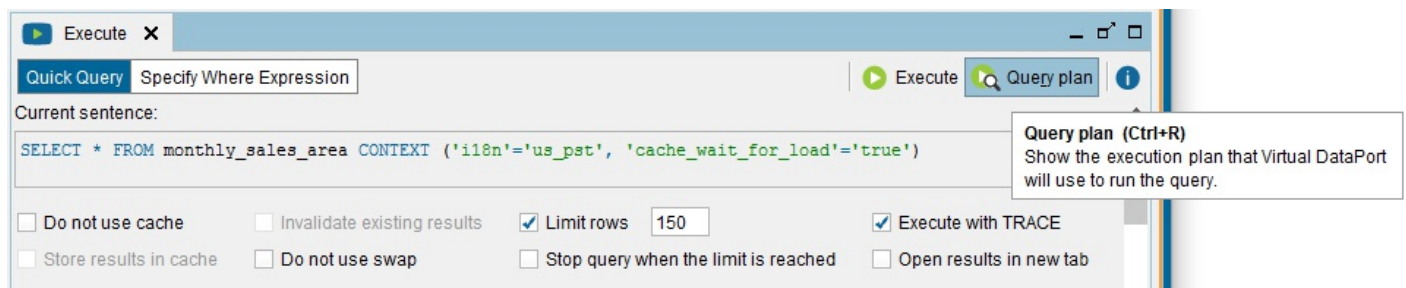 Execute
Quick Query Specify Where Expression Execute Query plan
Current sentence:
SELECT * FROM monthly_sales_area CONTEXT ('i18n'='us_pst', 'cache_wait_for_load'='true')
Query plan (Ctrl+R)
Show the execution plan that Virtual DataPort
will use to run the query.
Do not use cache Invalidate existing results Limit rows 150 Execute with TRACE
Store results in cache Do not use swap Stop query when the limit is reached Open results in new tab